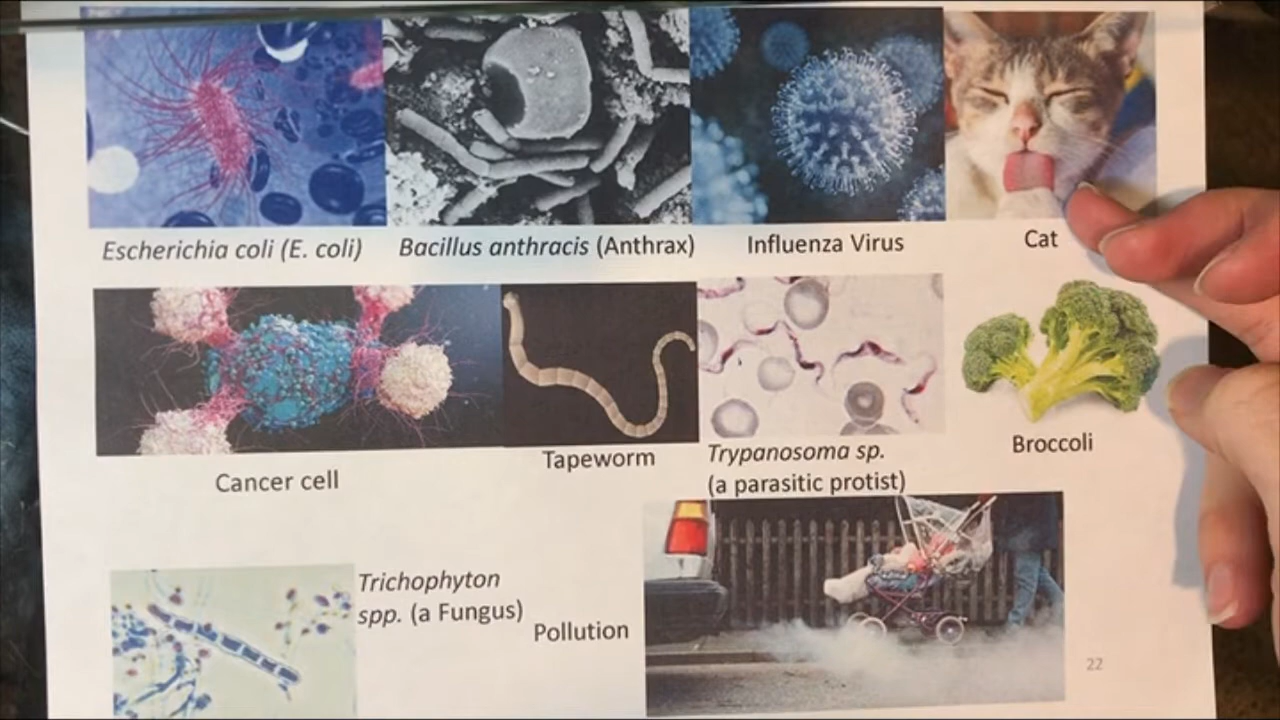 Escherichia coli (E. coli)
Bacillus anthracis (Anthrax)
Influenza Virus
Cat
Cancer cell
Tapeworm
Trypanosoma sp.
(a parasitic protist)
Broccoli
Trichophyton
spp. (a Fungus)
Pollution
22